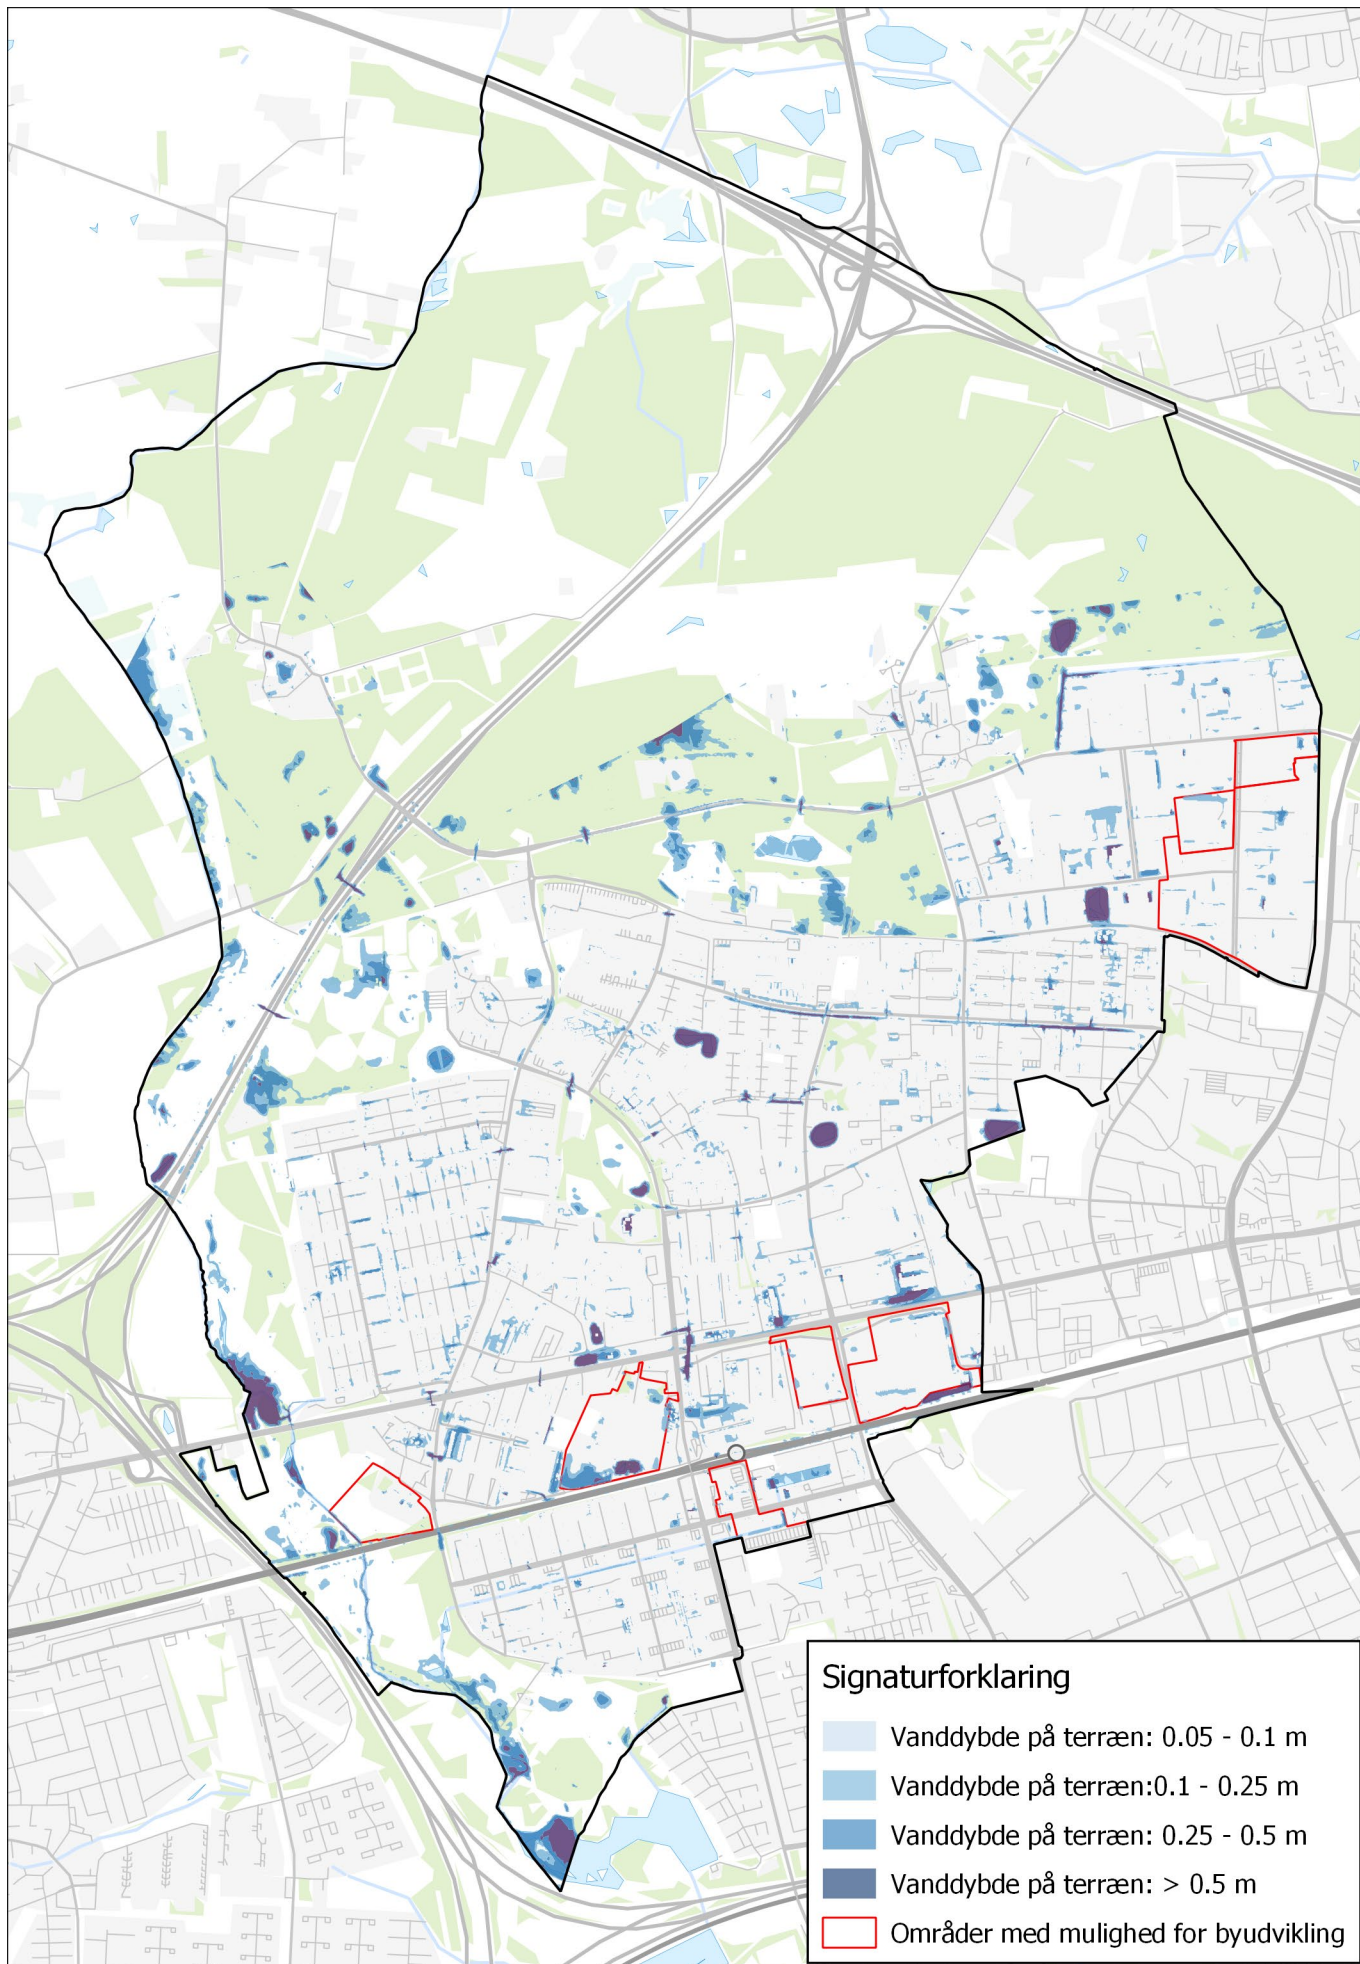 Signaturforklaring
Vanddybde på terræn: 0.05 - 0.1 m
Vanddybde på terræn:0.1 - 0.25 m
Vanddybde på terræn: 0.25 - 0.5 m
Vanddybde på terræn: > 0.5 m
Områder med mulighed for byudvikling